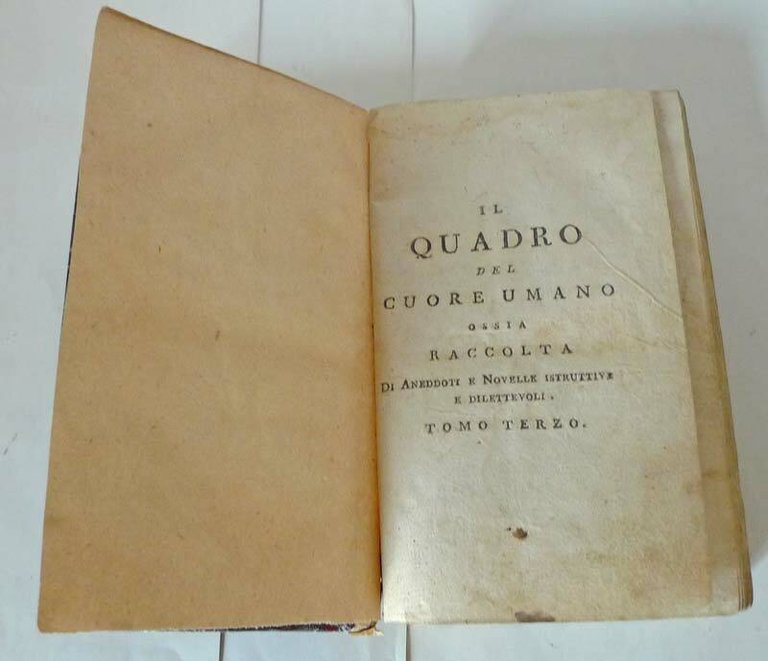 IL
QUADRO
DEL
CUORE UMANO
OSSIA
RACCOLTA
DI ANEDDOTI E NOVELLE ISTRUTTIVE
E DILETTEVOLI.
TOMO TERZO.